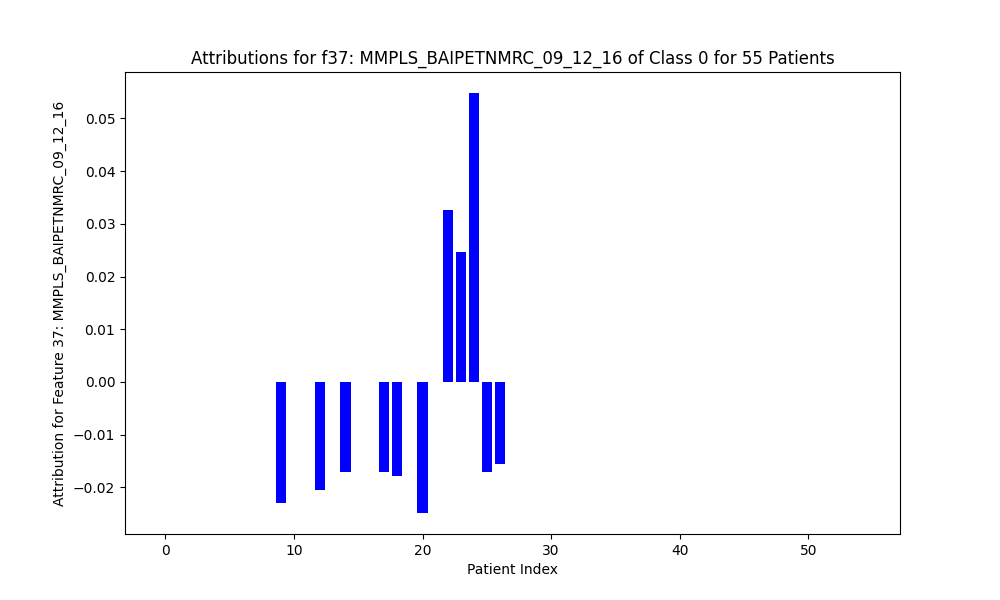 Attributions for f37: MMPLS_BAIPETNMRC_09_12_16 of Class 0 for 55 Patients
Attribution for Feature 37: MMPLS_BAIPETNMRC_09_12_16
0.05
0.04
0.03
0.02
0.01
0.00
−0.01
−0.02
0 10 20 30 40 50
Patient Index